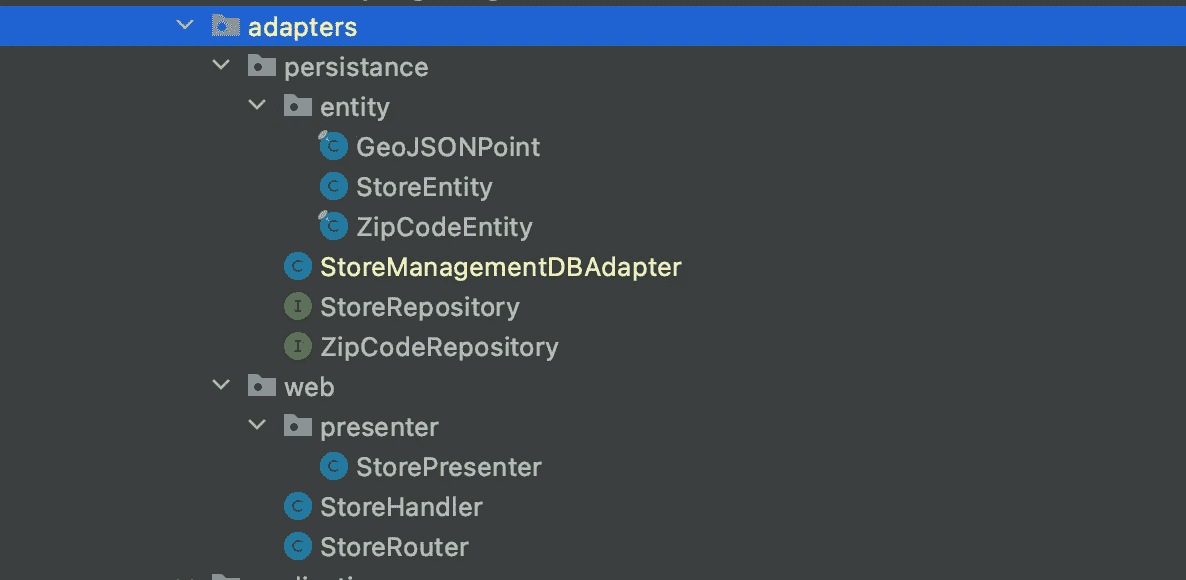 adapters
persistance
entity
GeoJSONPoint
StoreEntity
ZipCodeEntity
StoreManagementDBAdapter
StoreRepository
ZipCodeRepository
web
presenter
StorePresenter
StoreHandler
StoreRouter